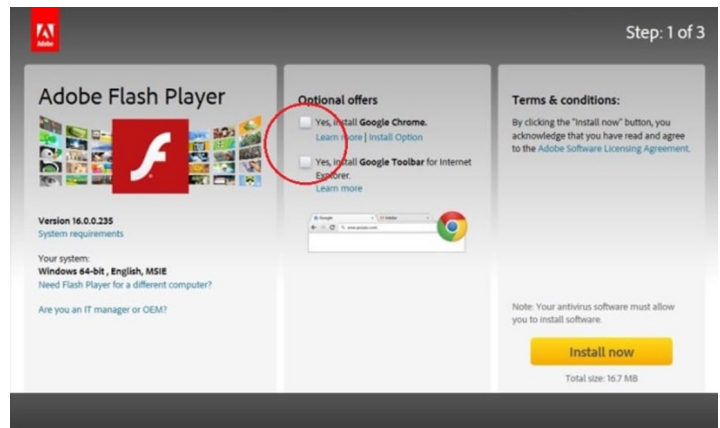 Adobe
Step: 1 of 3
Adobe Flash Player
Version 16.0.0.235
System requirements
Your system:
Windows 64-bit , English, MSIE
Need Flash Player for a different computer?
Are you an IT manager or OEM?
Optional offers
Yes, install Google Chrome.
Learn more | Install Option
Yes, install Google Toolbar for Internet
Explorer.
Learn more
Google
www.google.com
Terms & conditions:
By clicking the "Install now" button, you
acknowledge that you have read and agree
to the Adobe Software Licensing Agreement.
Note: Your antivirus software must allow
you to install software.
Install now
Total size: 16.7 MB